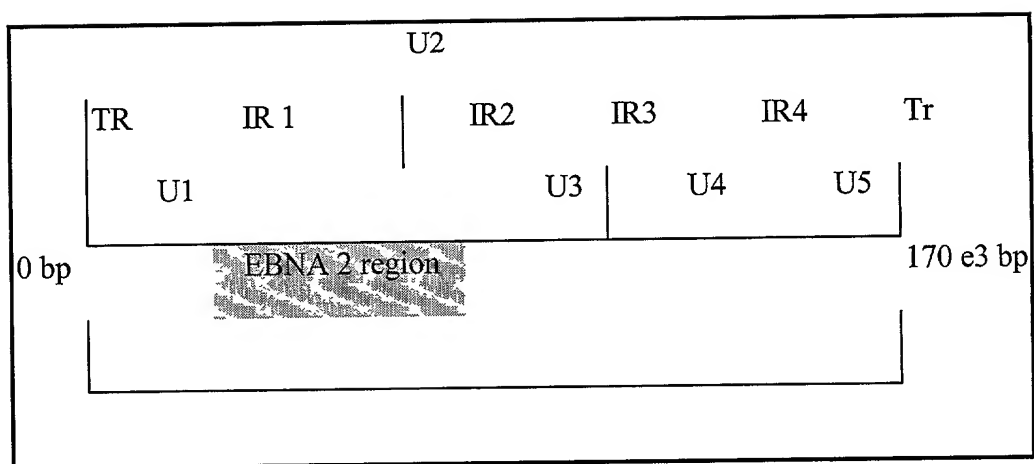 U2
TR IR 1 IR2 IR3 IR4 Tr
U1 U3 U4 U5
0 bp EBNA 2 region 170 e3 bp